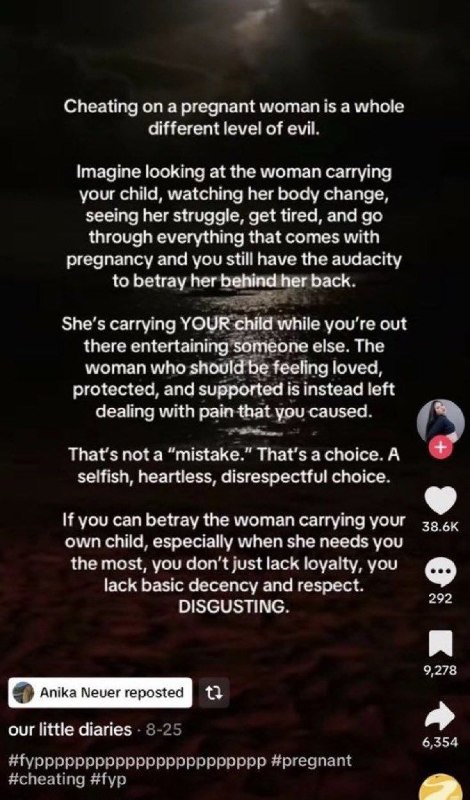 Cheating on a pregnant woman is a whole
different level of evil.
Imagine looking at the woman carrying
your child, watching her body change,
seeing her struggle, get tired, and go
through everything that comes with
pregnancy and you still have the audacity
to betray her behind her back.
She's carrying YOUR child while you're out
there entertaining someone else. The
woman who should be feeling loved,
protected, and supported is instead left
dealing with pain that you caused.
That's not a “mistake.” That's a choice. A
selfish, heartless, disrespectful choice.
If you can betray the woman carrying your
own child, especially when she needs you
the most, you don't just lack loyalty, you
lack basic decency and respect.
DISGUSTING.
38.6K
292
9,278
6,354
Anika Neuer reposted
our little diaries · 8-25
#fyppppppppppppppppppppppp #pregnant
#cheating #fyp